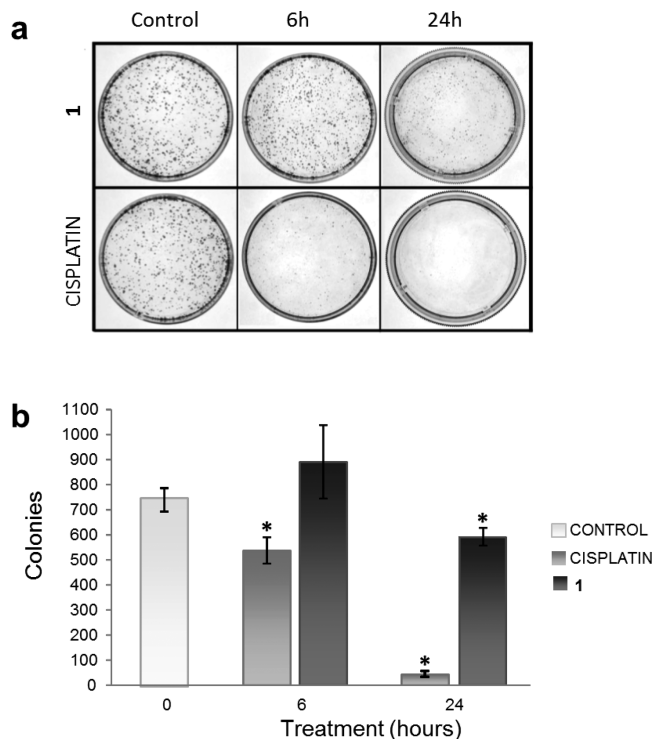 a
Control 6h 24h
1
CISPLATIN
b
1100
1000
900
800
700
600
500
400
300
200
100
0
Colonies
*
*
*
0 6 24
Treatment (hours)
CONTROL
CISPLATIN
1